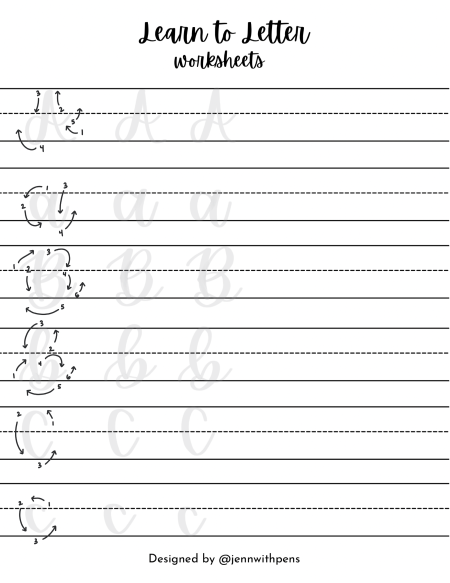 Learn to Letter
worksheets
A A A
3 2 5 1 4
a a a
1 3 2 4
B B B
1 3 2 4 6 5
b b b
3 2 4 1 6 5
C C C
2 1 3
c c c
2 1 3
Designed by @jennwithpens